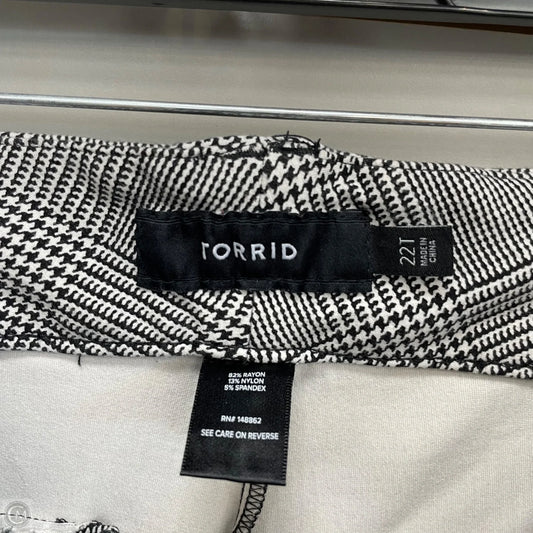 TORRID
22T
MADE IN
CHINA
82% RAYON
13% NYLON
5% SPANDEX
RN# 148862
SEE CARE ON REVERSE